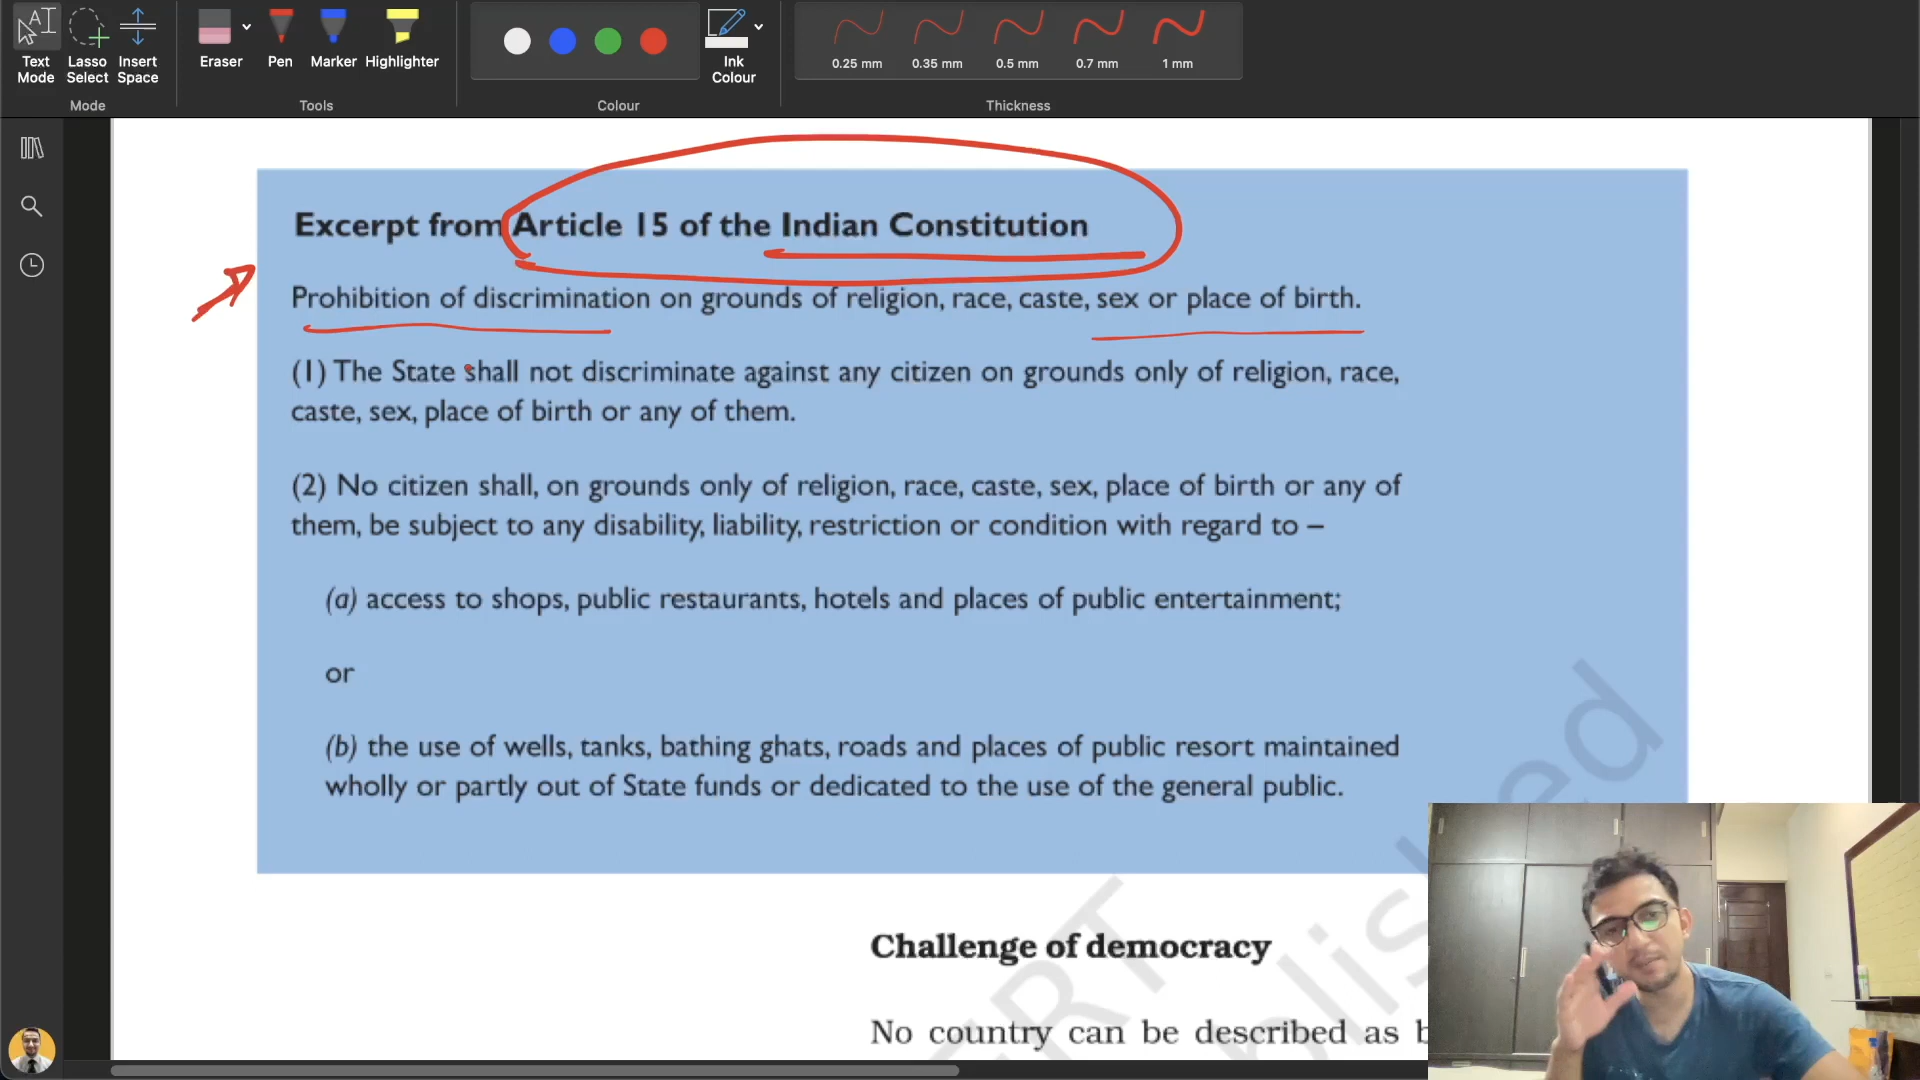 Text Mode
Lasso Select
Insert Space
Mode
Eraser
Pen
Marker
Highlighter
Tools
Colour
Ink Colour
0.25 mm
0.35 mm
0.5 mm
0.7 mm
1 mm
Thickness
Excerpt from Article 15 of the Indian Constitution
Prohibition of discrimination on grounds of religion, race, caste, sex or place of birth.
(1) The State shall not discriminate against any citizen on grounds only of religion, race,
caste, sex, place of birth or any of them.
(2) No citizen shall, on grounds only of religion, race, caste, sex, place of birth or any of
them, be subject to any disability, liability, restriction or condition with regard to –
(a) access to shops, public restaurants, hotels and places of public entertainment;
or
(b) the use of wells, tanks, bathing ghats, roads and places of public resort maintained
wholly or partly out of State funds or dedicated to the use of the general public.
Challenge of democracy
No country can be described as